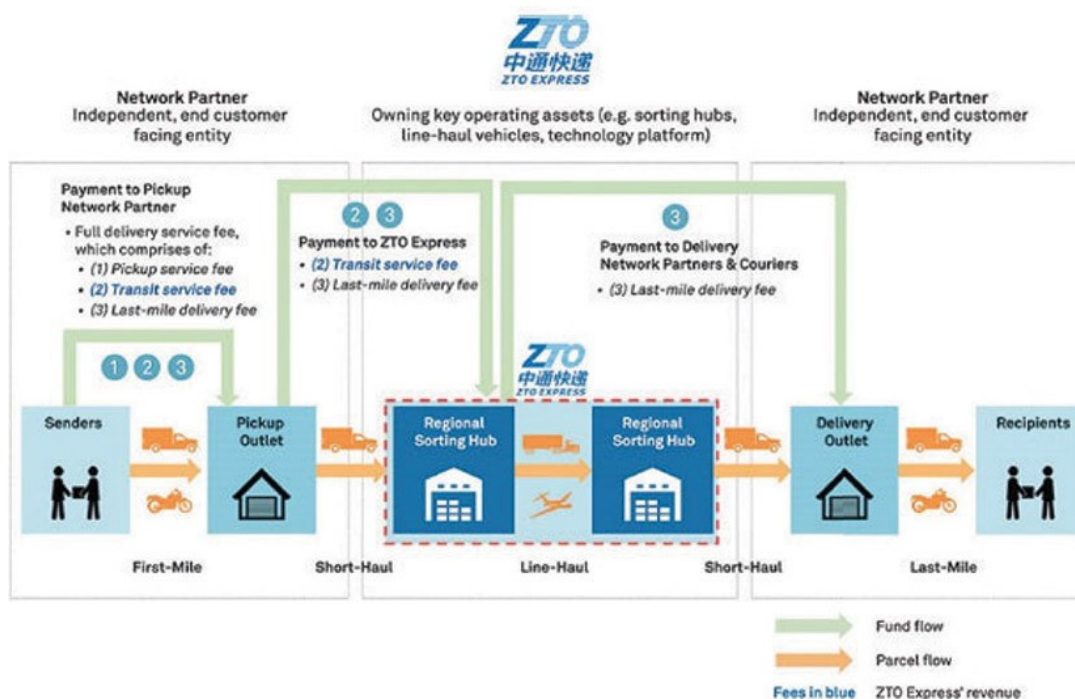 ZTO
中通快递
ZTO EXPRESS
Network Partner
Independent, end customer
facing entity
Owning key operating assets (e.g. sorting hubs,
line-haul vehicles, technology platform)
Network Partner
Independent, end customer
facing entity
Payment to Pickup
Network Partner
• Full delivery service fee,
which comprises of:
• (1) Pickup service fee
• (2) Transit service fee
• (3) Last-mile delivery fee
1 2 3
2 3
Payment to ZTO Express
• (2) Transit service fee
• (3) Last-mile delivery fee
3
Payment to Delivery
Network Partners & Couriers
• (3) Last-mile delivery fee
ZTO
中通快递
ZTO EXPRESS
Senders
Pickup
Outlet
Regional
Sorting Hub
Regional
Sorting Hub
Delivery
Outlet
Recipients
First-Mile
Short-Haul
Line-Haul
Short-Haul
Last-Mile
Fund flow
Parcel flow
Fees in blue ZTO Express' revenue